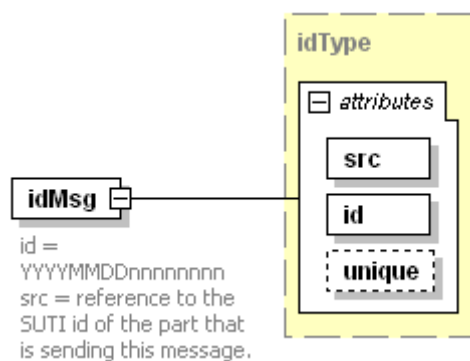 idType
attributes
src
idMsg
id
unique
id =
YYYYMMDDnnnnnnnn
src = reference to the
SUTI id of the part that
is sending this message.